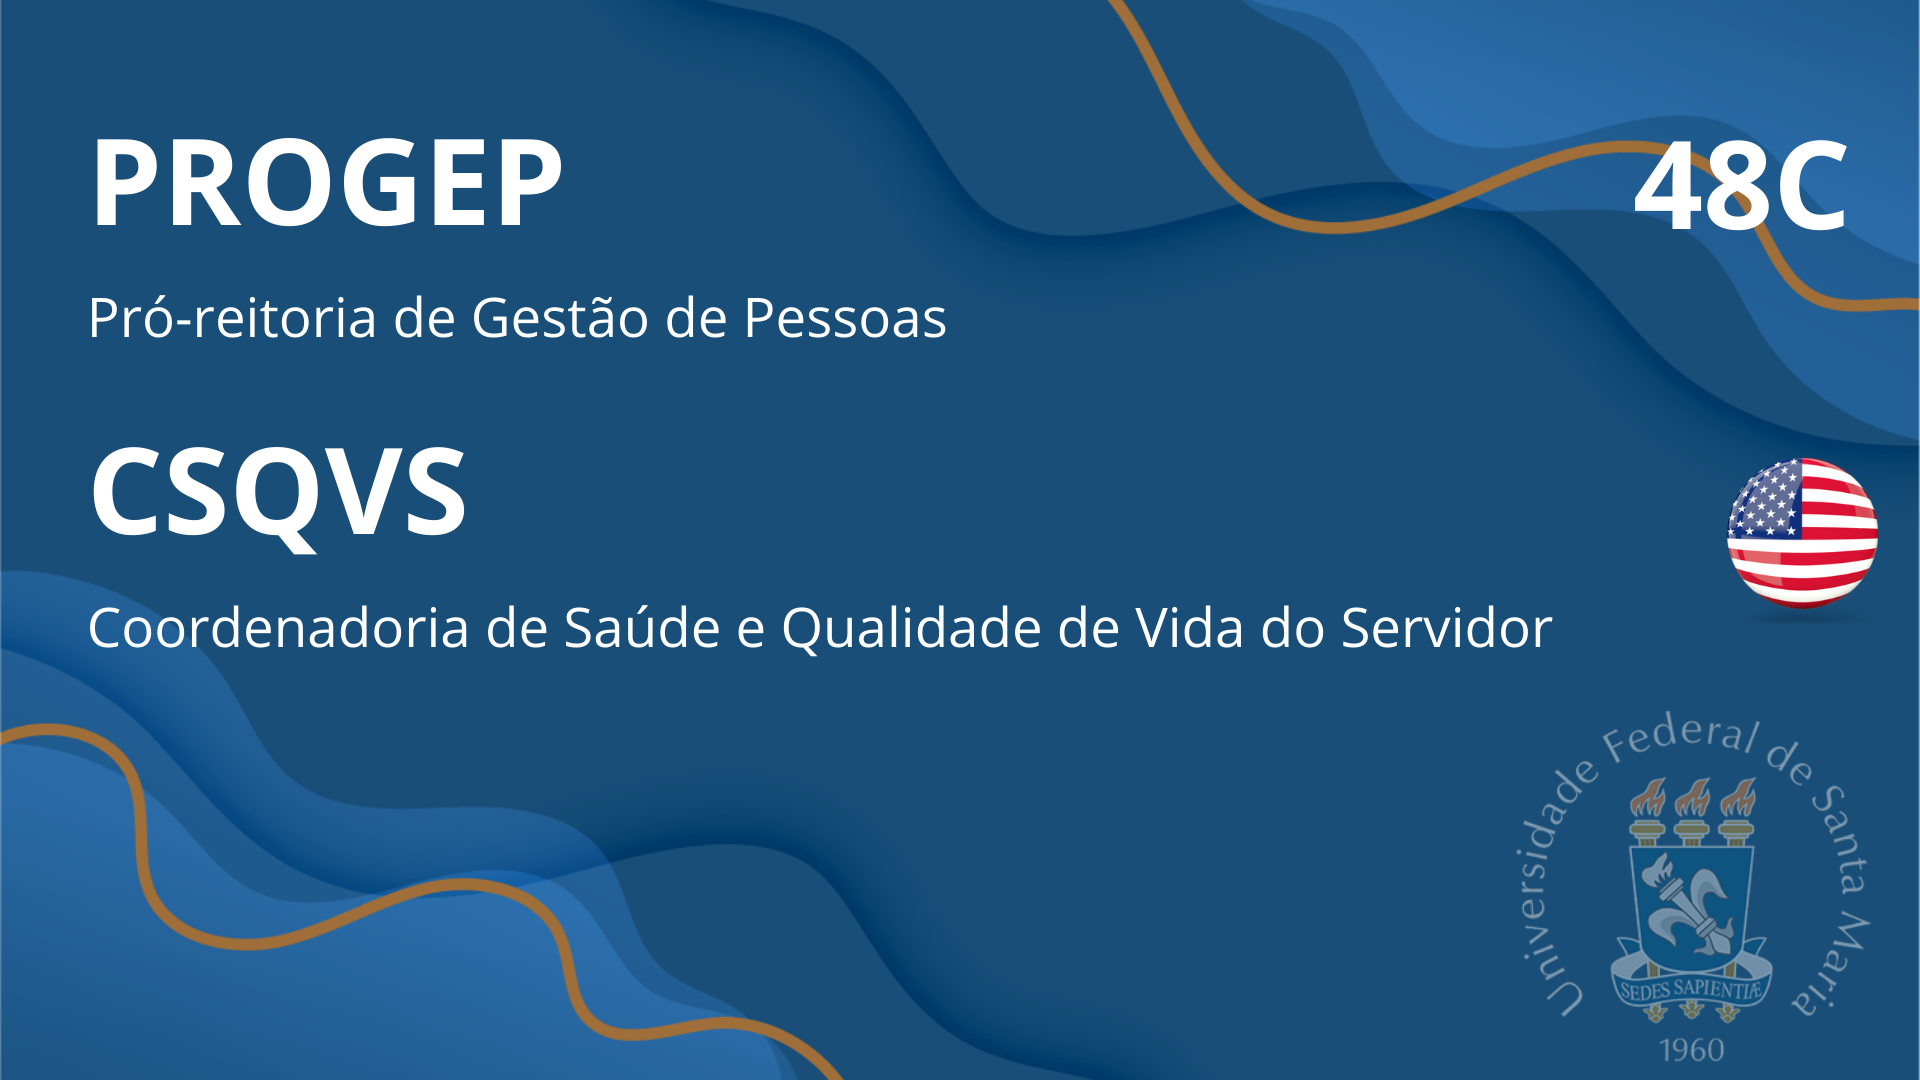 PROGEP
48C
Pró-reitoria de Gestão de Pessoas
CSQVS
Coordenadoria de Saúde e Qualidade de Vida do Servidor
Universidade Federal de Santa Maria
SEDES SAPIENTIÆ
1960